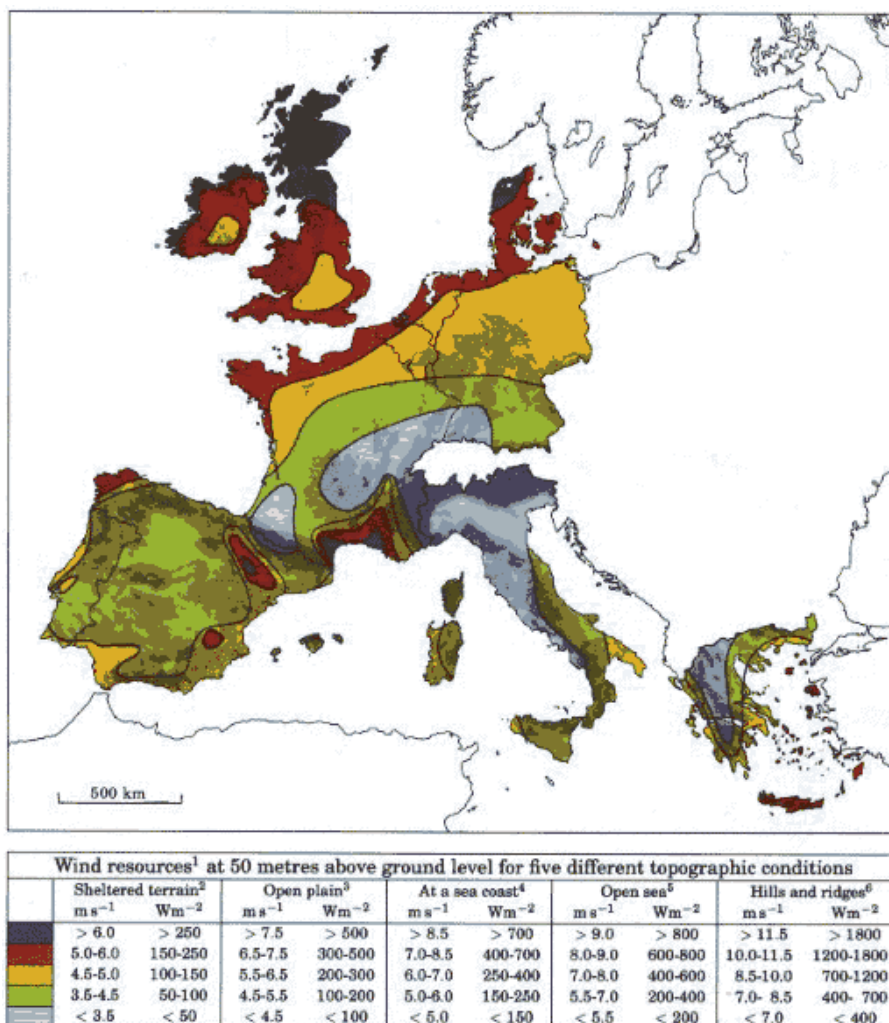 500 km
Wind resources¹ at 50 metres above ground level for five different topographic conditions
Sheltered terrain² Open plain³ At a sea coast⁴ Open sea⁵ Hills and ridges⁶
m s⁻¹ Wm⁻² m s⁻¹ Wm⁻² m s⁻¹ Wm⁻² m s⁻¹ Wm⁻² m s⁻¹ Wm⁻²
> 6.0 > 250 > 7.5 > 500 > 8.5 > 700 > 9.0 > 800 > 11.5 > 1800
5.0-6.0 150-250 6.5-7.5 300-500 7.0-8.5 400-700 8.0-9.0 600-800 10.0-11.5 1200-1800
4.5-5.0 100-150 5.5-6.5 200-300 6.0-7.0 250-400 7.0-8.0 400-600 8.5-10.0 700-1200
3.5-4.5 50-100 4.5-5.5 100-200 5.0-6.0 150-250 5.5-7.0 200-400 7.0- 8.5 400- 700
< 3.5 < 50 < 4.5 < 100 < 5.0 < 150 < 5.5 < 200 < 7.0 < 400